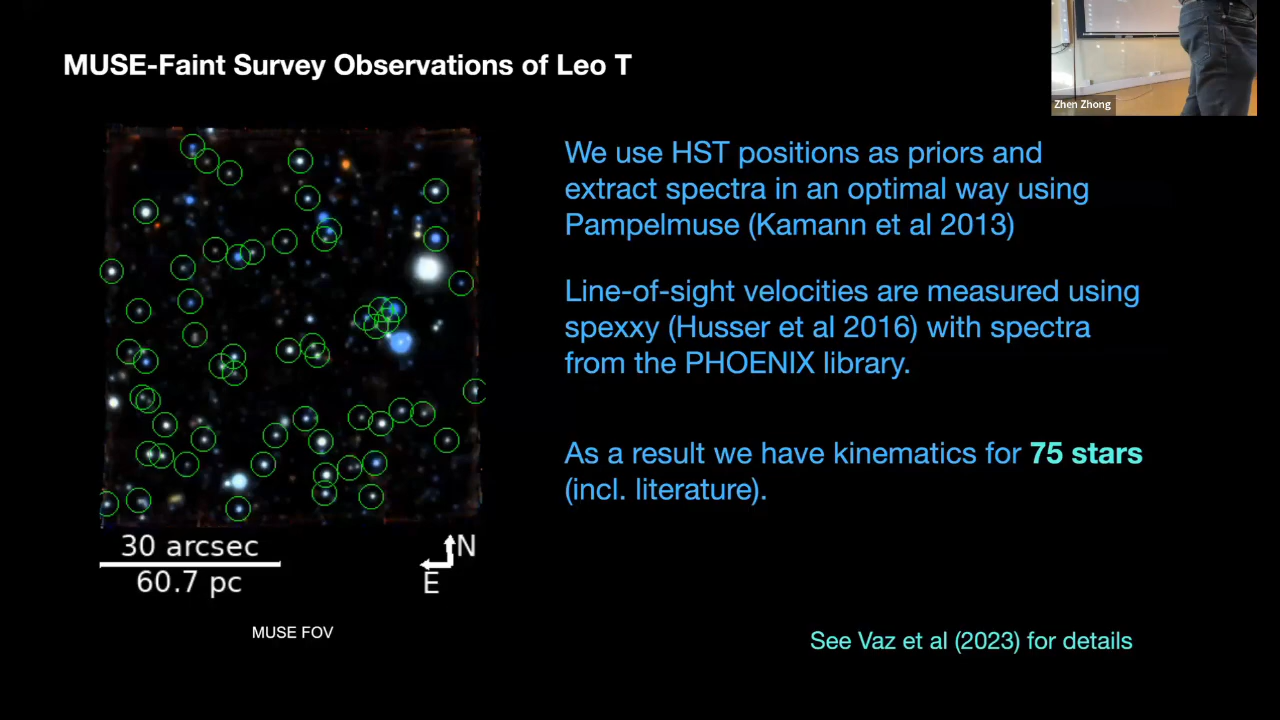 MUSE-Faint Survey Observations of Leo T
Zhen Zhong
We use HST positions as priors and
extract spectra in an optimal way using
Pampelmuse (Kamann et al 2013)
Line-of-sight velocities are measured using
spexxy (Husser et al 2016) with spectra
from the PHOENIX library.
As a result we have kinematics for 75 stars
(incl. literature).
30 arcsec
60.7 pc
N
E
MUSE FOV
See Vaz et al (2023) for details